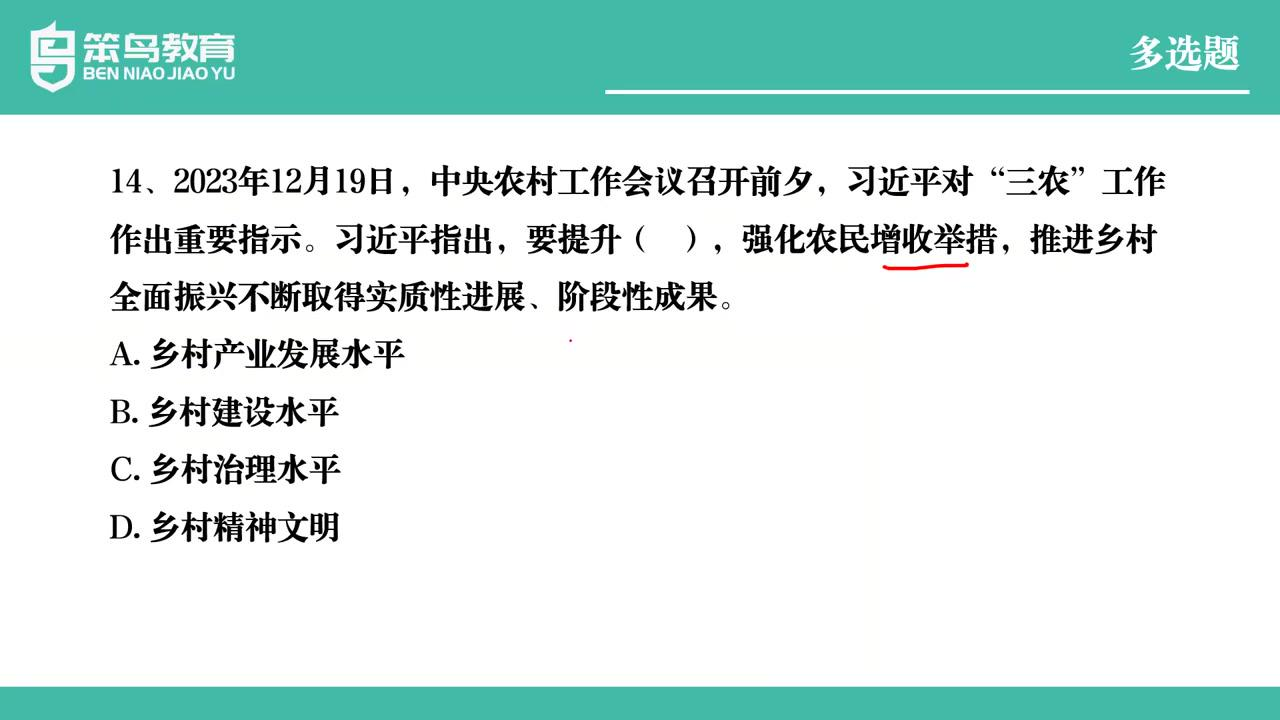 笨鸟教育
BEN NIAO JIAO YU
多选题
14、2023年12月19日，中央农村工作会议召开前夕，习近平对“三农”工作
作出重要指示。习近平指出，要提升（　），强化农民增收举措，推进乡村
全面振兴不断取得实质性进展、阶段性成果。
A. 乡村产业发展水平
B. 乡村建设水平
C. 乡村治理水平
D. 乡村精神文明